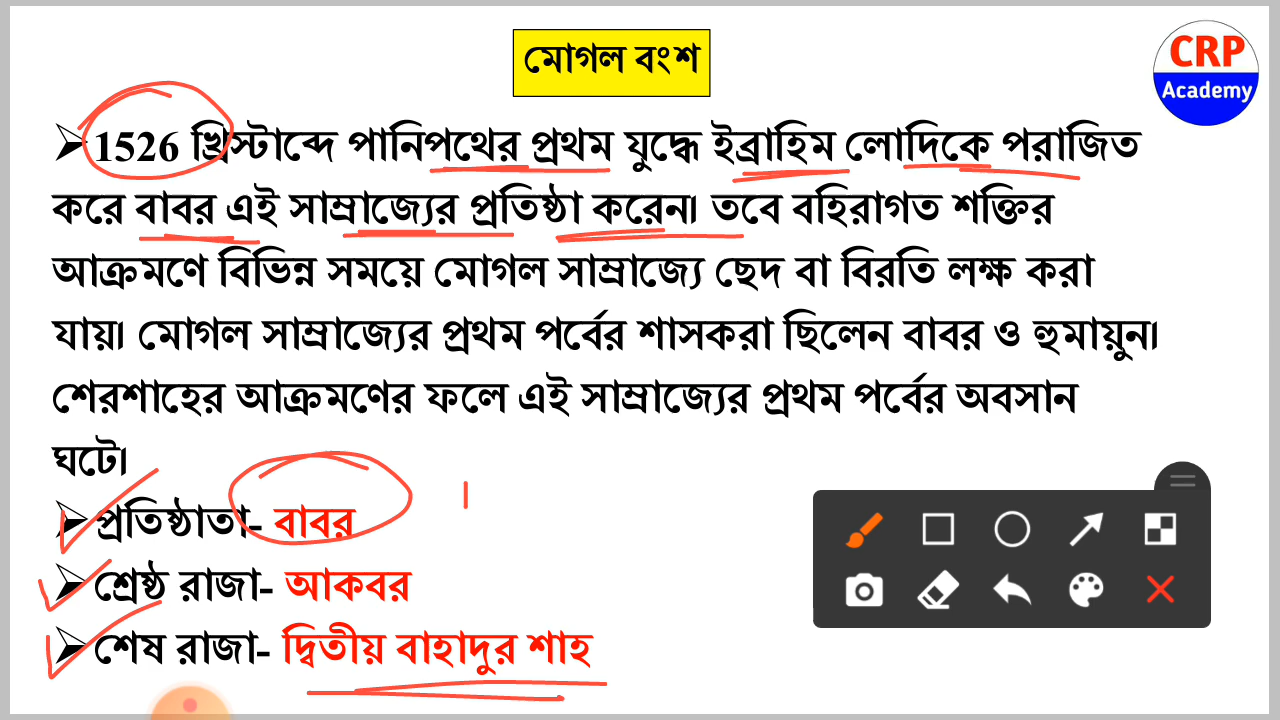 মোগল বংশ
CRP
Academy
➢1526 খ্রিস্টাব্দে পানিপথের প্রথম যুদ্ধে ইব্রাহিম লোদিকে পরাজিত
করে বাবর এই সাম্রাজ্যের প্রতিষ্ঠা করেন। তবে বহিরাগত শক্তির
আক্রমণে বিভিন্ন সময়ে মোগল সাম্রাজ্যে ছেদ বা বিরতি লক্ষ করা
যায়। মোগল সাম্রাজ্যের প্রথম পর্বের শাসকরা ছিলেন বাবর ও হুমায়ুন।
শেরশাহের আক্রমণের ফলে এই সাম্রাজ্যের প্রথম পর্বের অবসান
ঘটে।
➢প্রতিষ্ঠাতা- বাবর
➢শ্রেষ্ঠ রাজা- আকবর
➢শেষ রাজা- দ্বিতীয় বাহাদুর শাহ